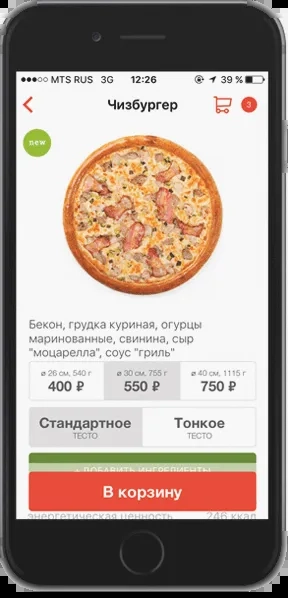 MTS RUS 3G 12:26 39 %
Чизбургер 3
new
Бекон, грудка куриная, огурцы
маринованные, свинина, сыр
"моцарелла", соус "гриль"
ø 26 см, 540 г ø 30 см, 755 г ø 40 см, 1115 г
400 ₽ 550 ₽ 750 ₽
Стандартное Тонкое
ТЕСТО ТЕСТО
+ ДОБАВИТЬ ИНГРЕДИЕНТЫ
В корзину
энергетическая ценность 246 ккал